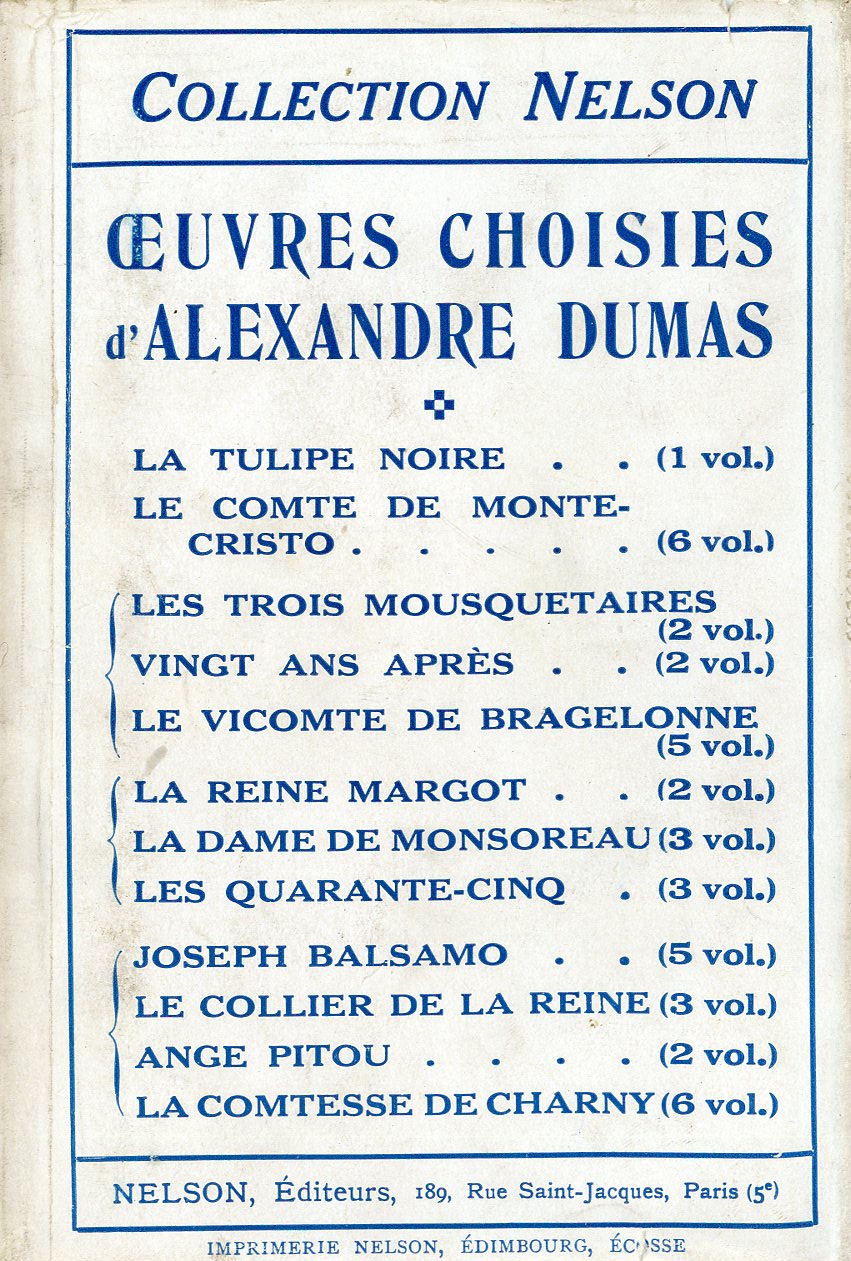 COLLECTION NELSON
ŒUVRES CHOISIES
d'ALEXANDRE DUMAS
LA TULIPE NOIRE . . (1 vol.)
LE COMTE DE MONTE-
CRISTO . . . . . (6 vol.)
LES TROIS MOUSQUETAIRES
(2 vol.)
VINGT ANS APRÈS . . (2 vol.)
LE VICOMTE DE BRAGELONNE
(5 vol.)
LA REINE MARGOT . . (2 vol.)
LA DAME DE MONSOREAU (3 vol.)
LES QUARANTE-CINQ . (3 vol.)
JOSEPH BALSAMO . . (5 vol.)
LE COLLIER DE LA REINE (3 vol.)
ANGE PITOU . . . . (2 vol.)
LA COMTESSE DE CHARNY (6 vol.)
NELSON, Éditeurs, 189, Rue Saint-Jacques, Paris (5e)
IMPRIMERIE NELSON, ÉDIMBOURG, ÉCOSSE